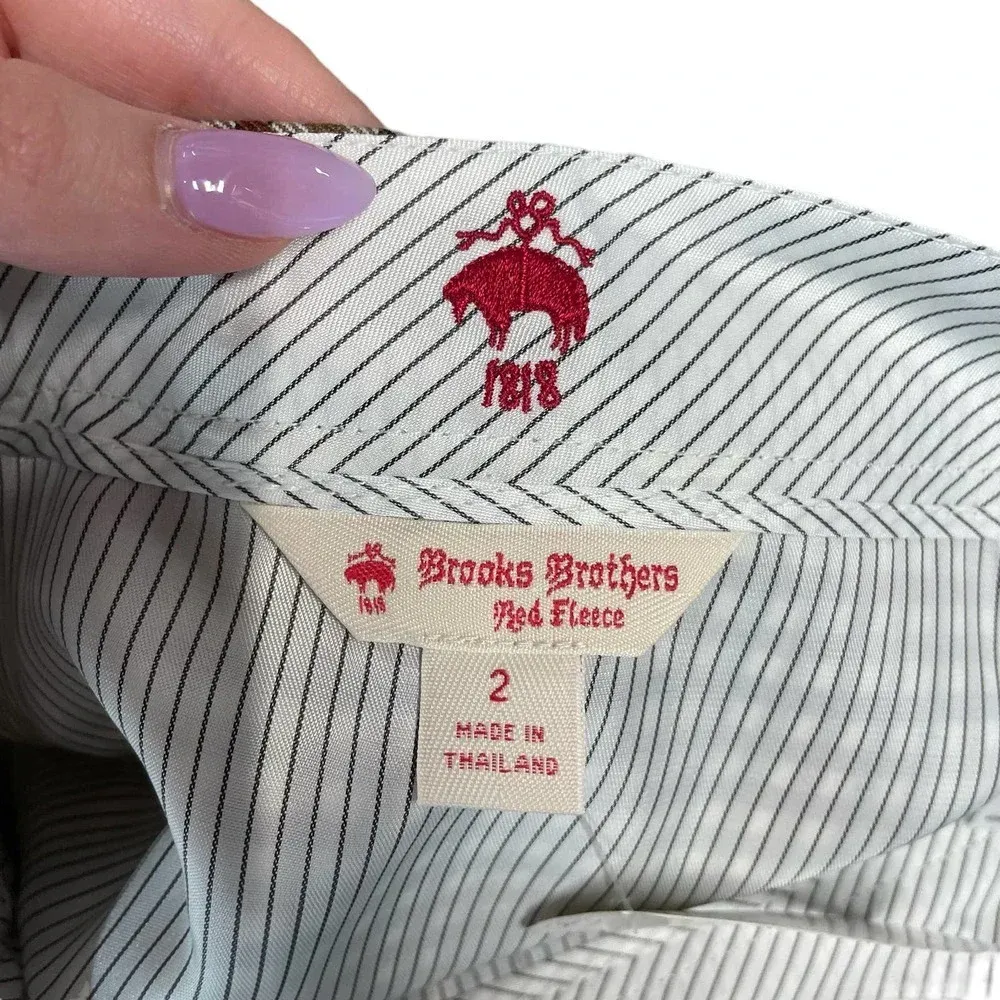 1818
Brooks Brothers
1818
Red Fleece
2
MADE IN
THAILAND